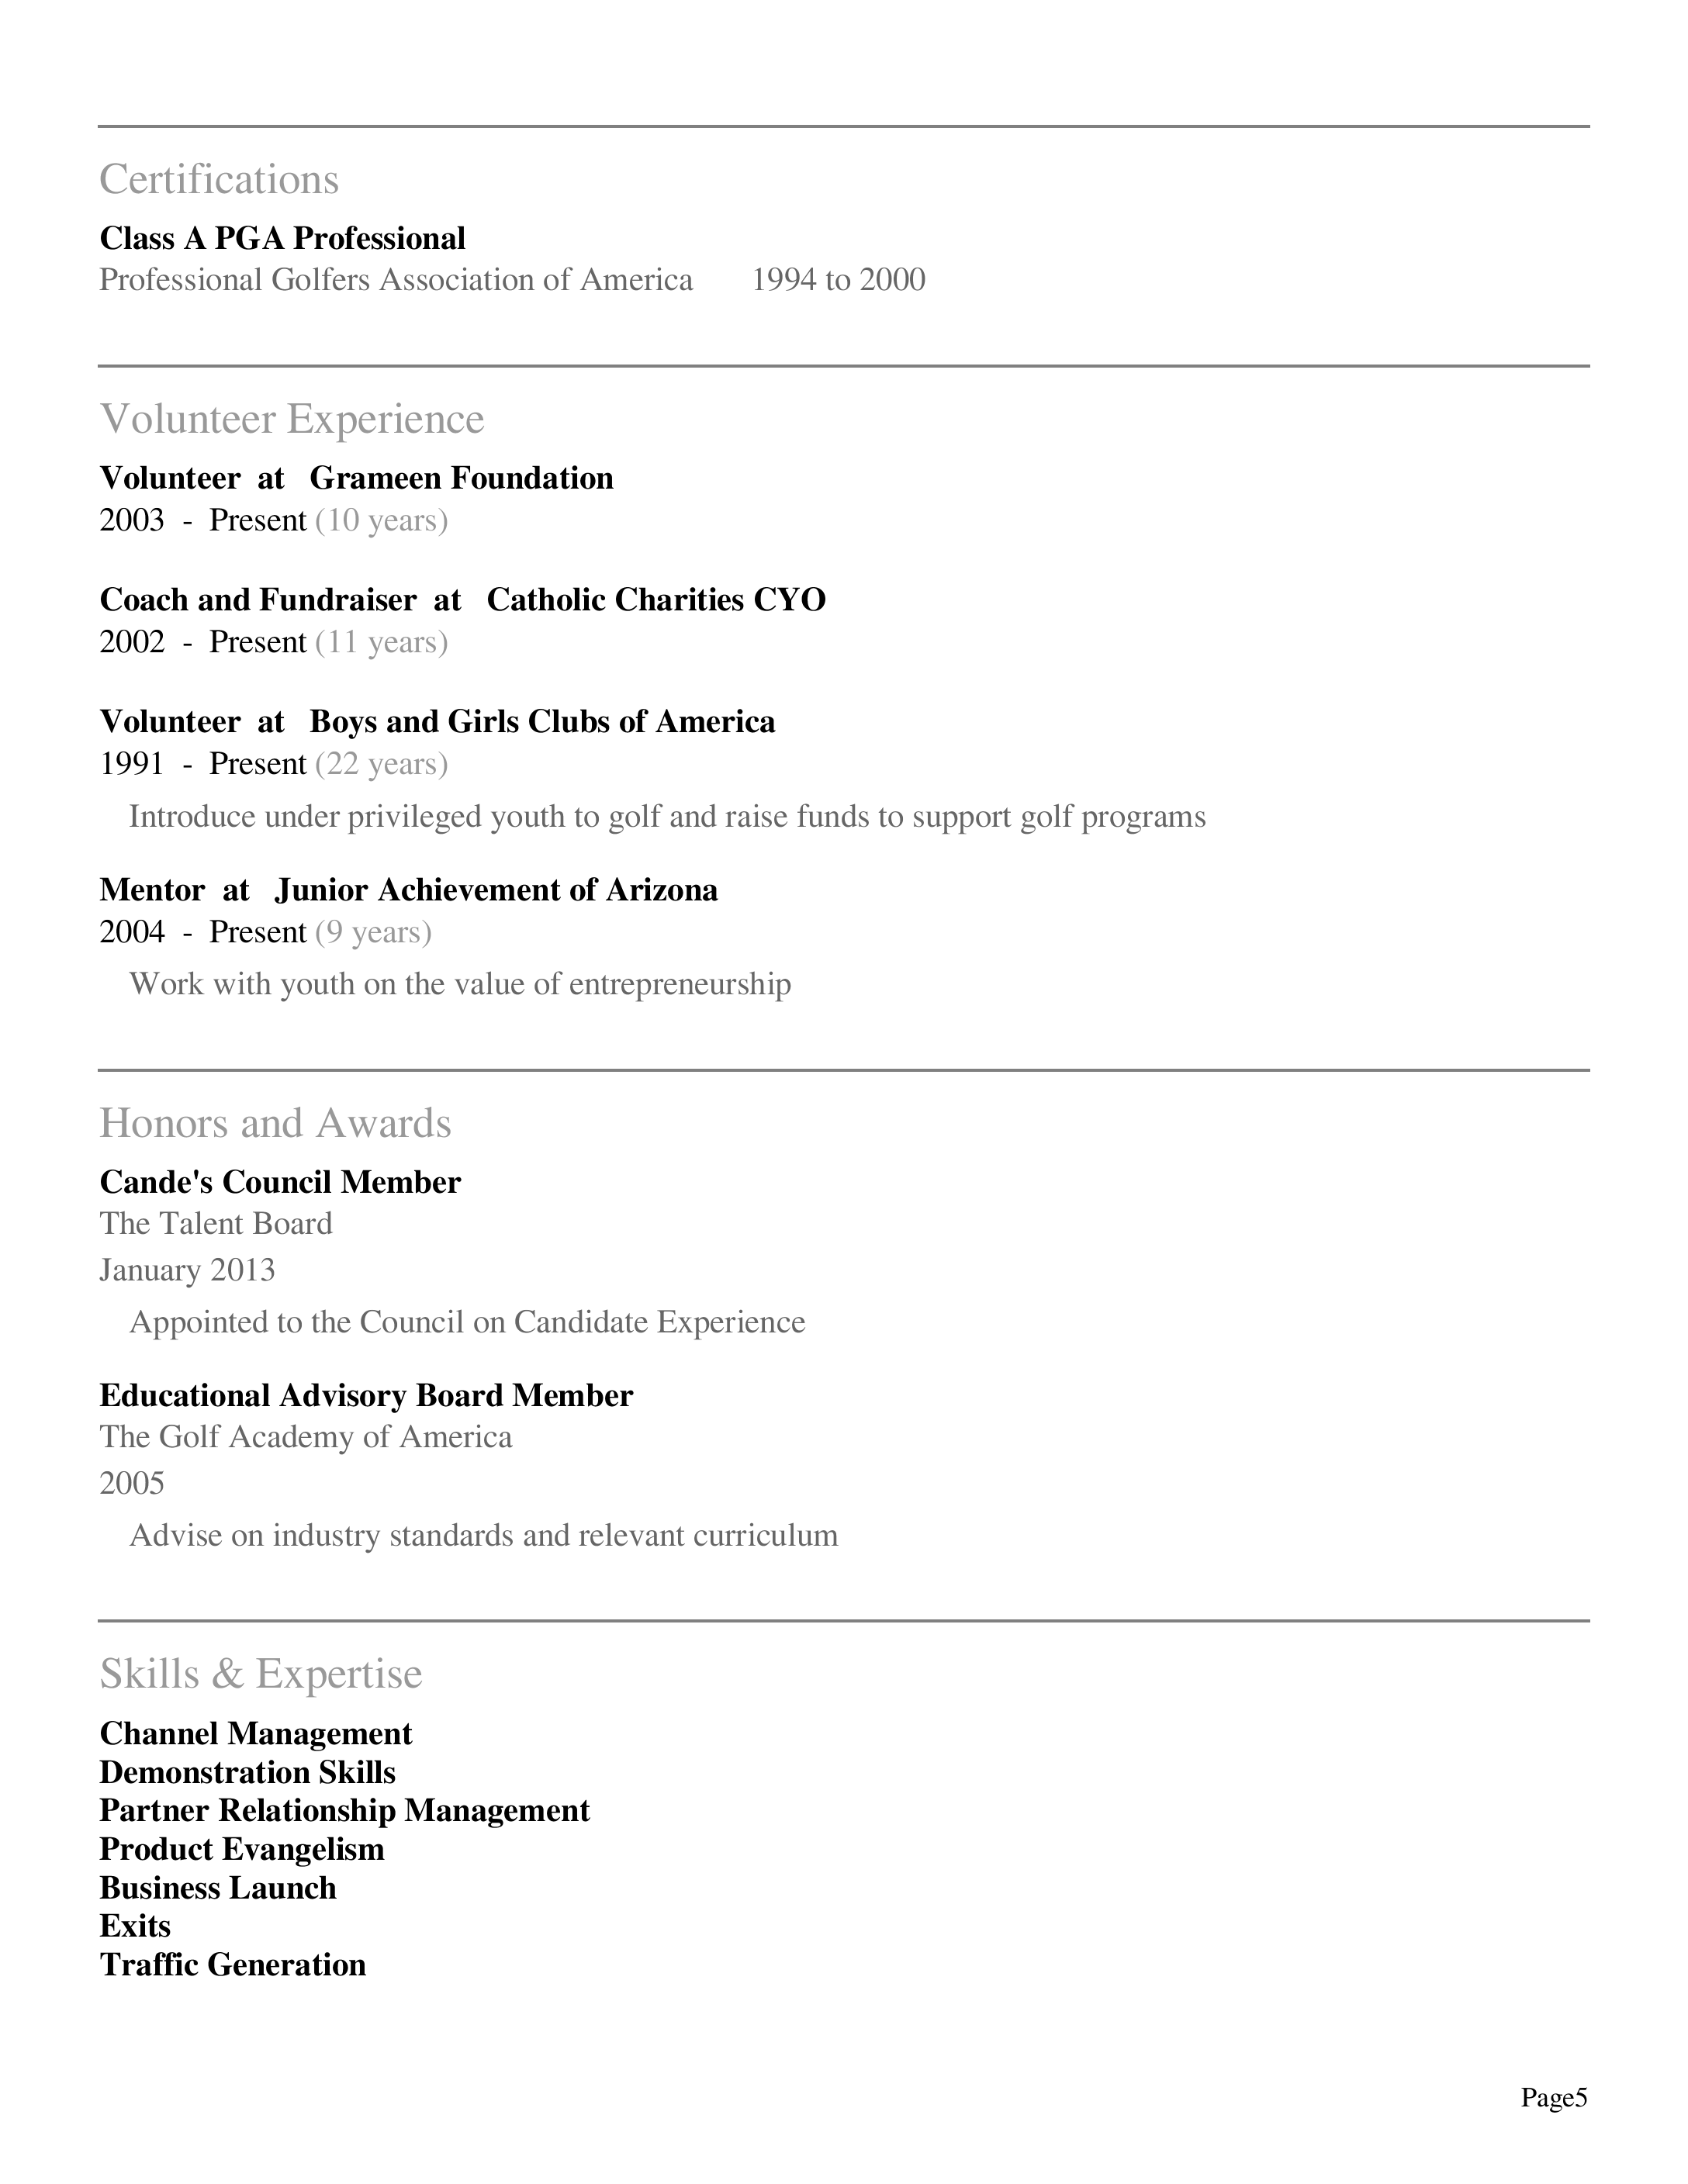 Certifications
Class A PGA Professional
Professional Golfers Association of America 1994 to 2000
Volunteer Experience
Volunteer at Grameen Foundation
2003 - Present (10 years)
Coach and Fundraiser at Catholic Charities CYO
2002 - Present (11 years)
Volunteer at Boys and Girls Clubs of America
1991 - Present (22 years)
Introduce under privileged youth to golf and raise funds to support golf programs
Mentor at Junior Achievement of Arizona
2004 - Present (9 years)
Work with youth on the value of entrepreneurship
Honors and Awards
Cande's Council Member
The Talent Board
January 2013
Appointed to the Council on Candidate Experience
Educational Advisory Board Member
The Golf Academy of America
2005
Advise on industry standards and relevant curriculum
Skills & Expertise
Channel Management
Demonstration Skills
Partner Relationship Management
Product Evangelism
Business Launch
Exits
Traffic Generation
Page5